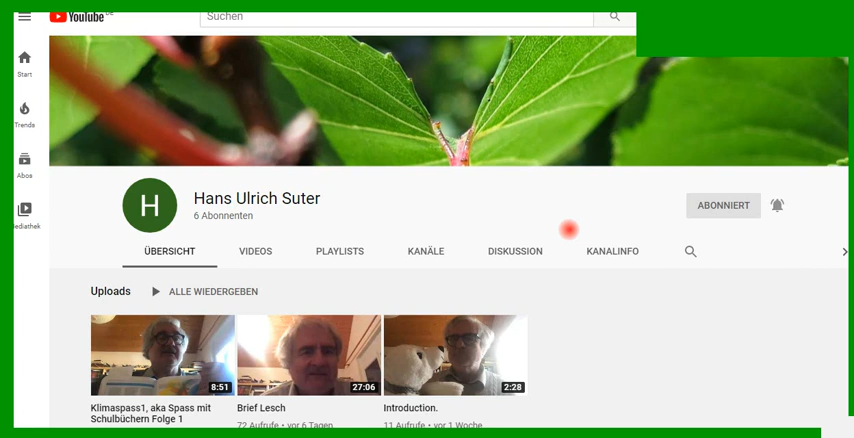 YouTube DE
Suchen
Start
Trends
Abos
Mediathek
H
Hans Ulrich Suter
6 Abonnenten
ABONNIERT
ÜBERSICHT VIDEOS PLAYLISTS KANÄLE DISKUSSION KANALINFO
Uploads ALLE WIEDERGEBEN
8:51 27:06 2:28
Klimaspass1, aka Spass mit
Schulbüchern Folge 1
Brief Lesch
72 Aufrufe • vor 6 Tagen
Introduction.
11 Aufrufe • vor 1 Woche